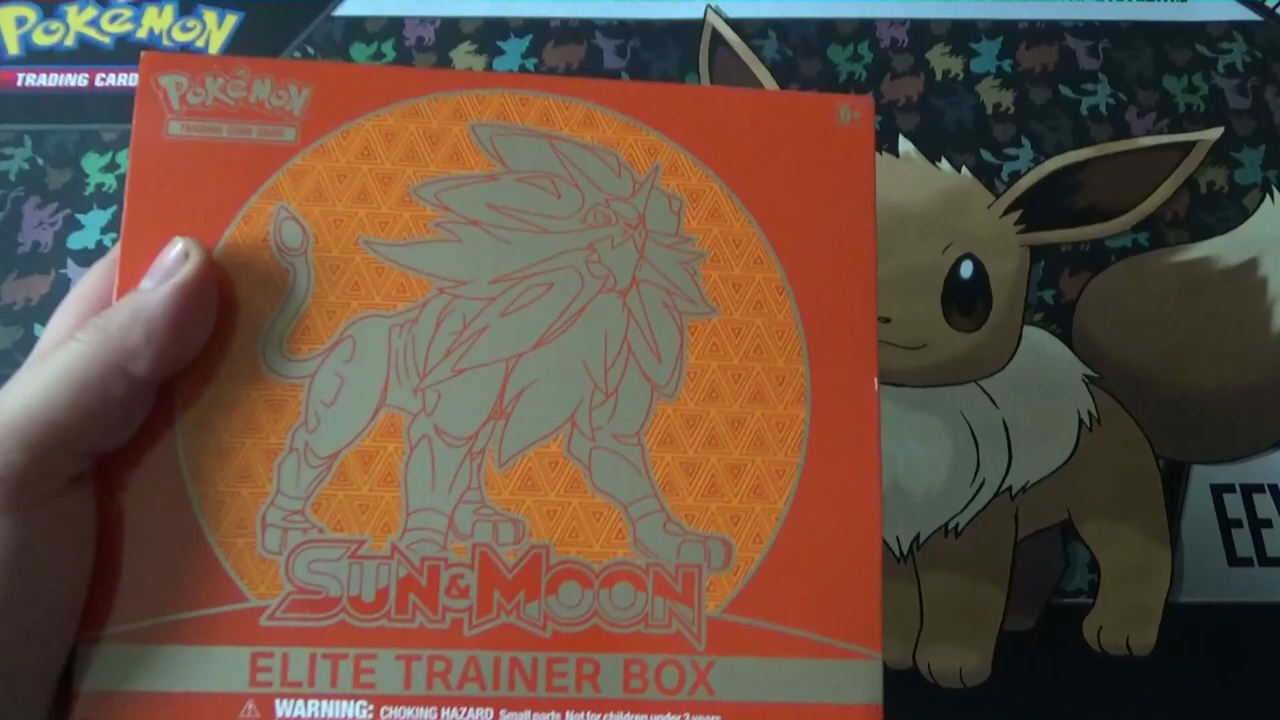 POKéMON
TRADING CARD
POKéMON
TRADING CARD GAME
6+
SUN & MOON
ELITE TRAINER BOX
WARNING: CHOKING HAZARD Small parts. Not for children under 3 years.
EE